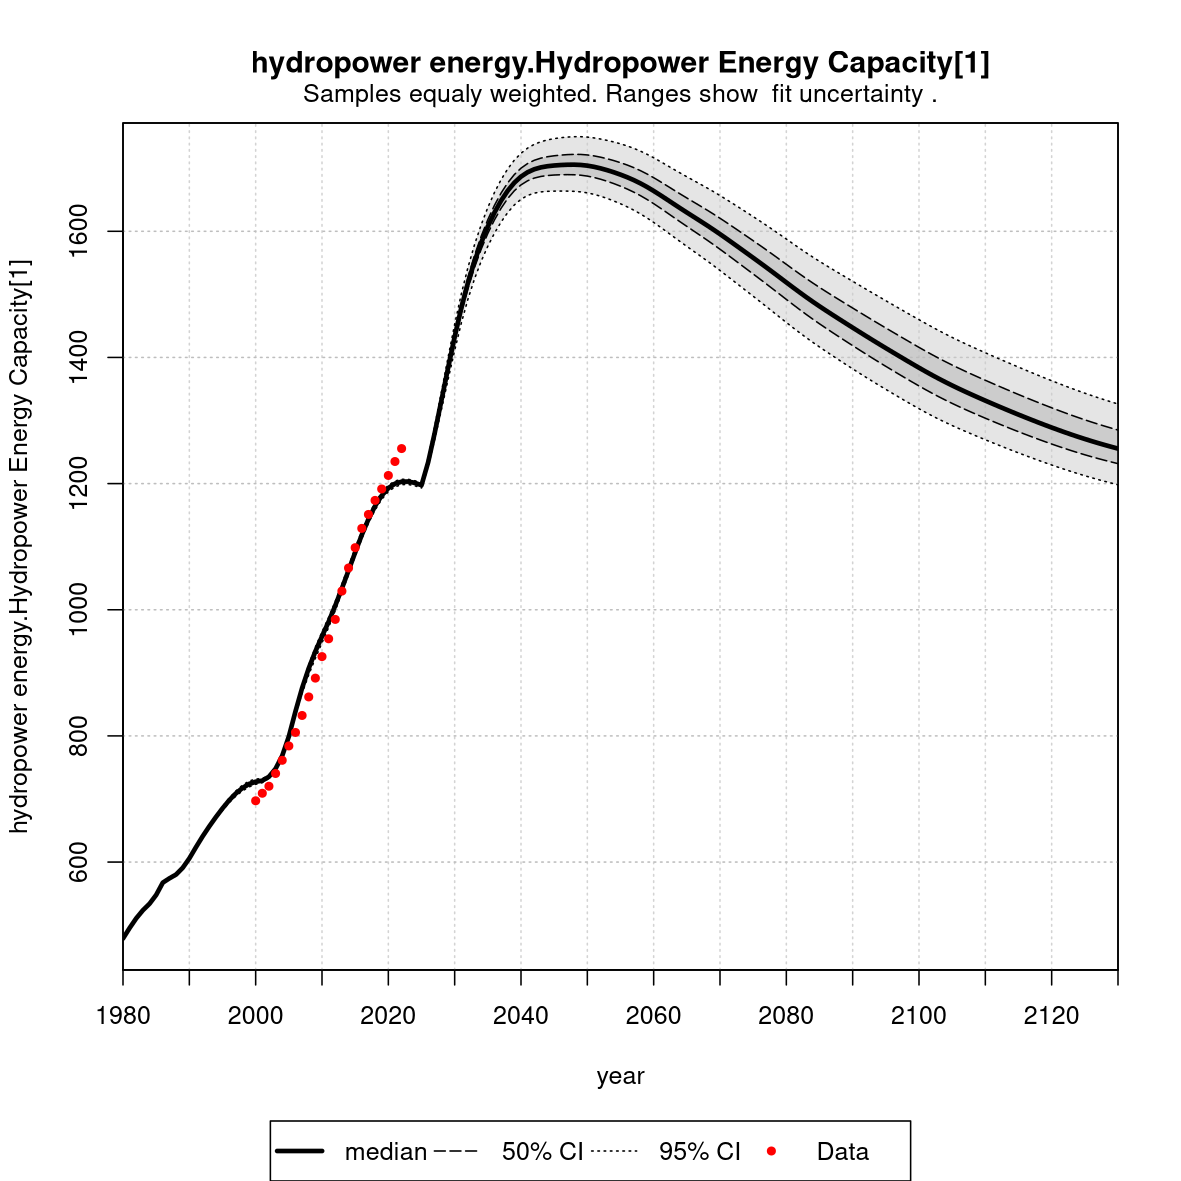 hydropower energy.Hydropower Energy Capacity[1]
Samples equaly weighted. Ranges show  fit uncertainty .
hydropower energy.Hydropower Energy Capacity[1]
1600
1400
1200
1000
800
600
1980 2000 2020 2040 2060 2080 2100 2120
year
median 50% CI 95% CI Data